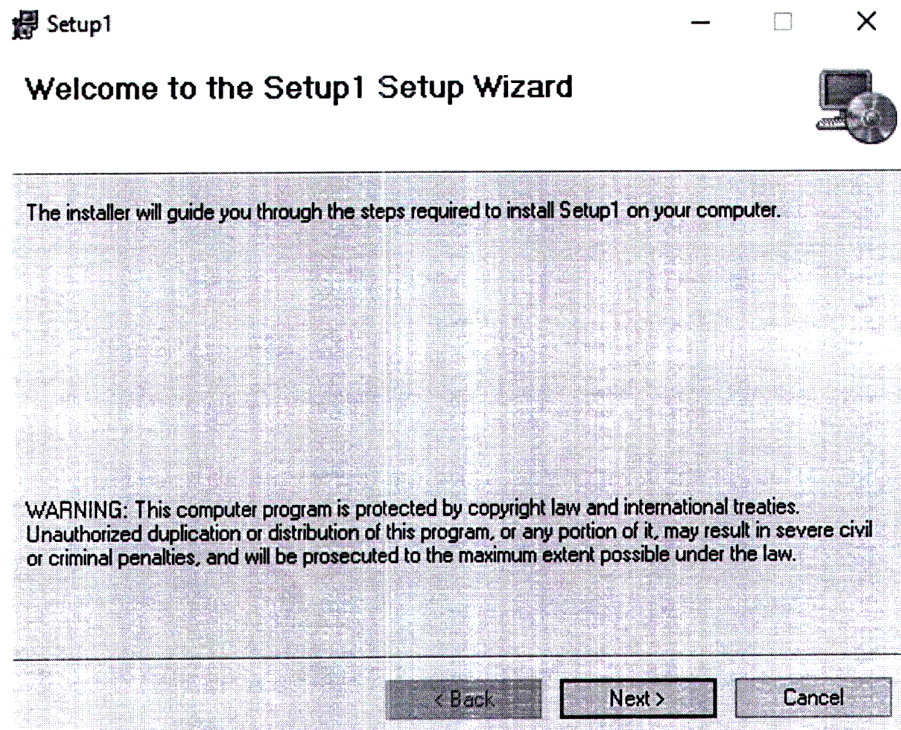 Setup1
Welcome to the Setup1 Setup Wizard
The installer will guide you through the steps required to install Setup1 on your computer.
WARNING: This computer program is protected by copyright law and international treaties.
Unauthorized duplication or distribution of this program, or any portion of it, may result in severe civil
or criminal penalties, and will be prosecuted to the maximum extent possible under the law.
< Back
Next >
Cancel